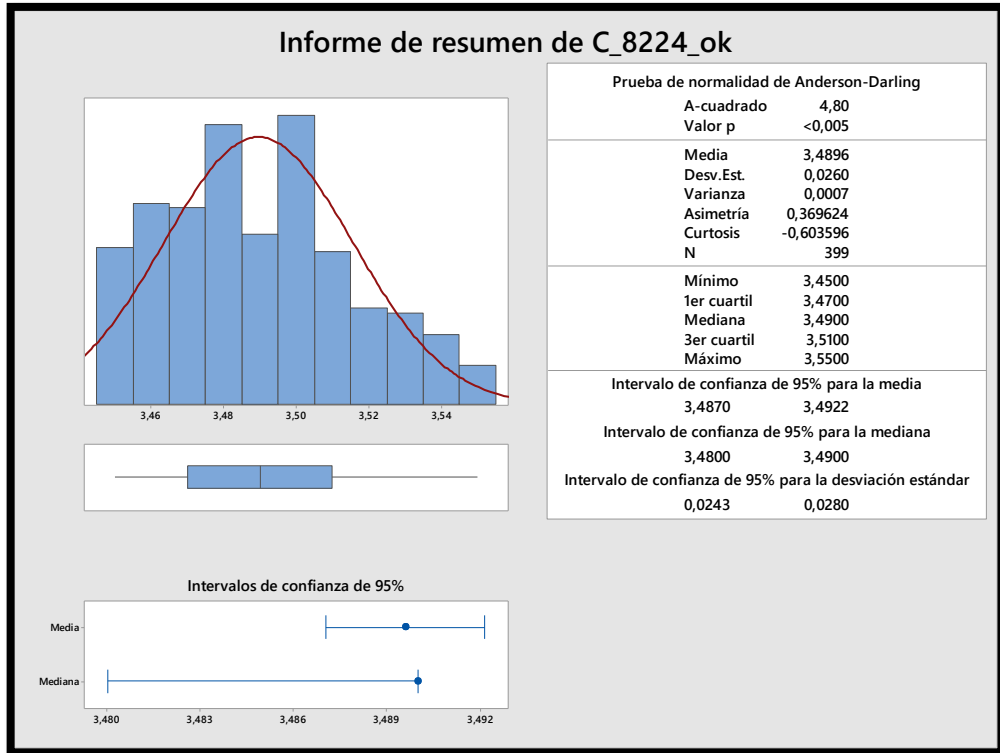 Informe de resumen de C_8224_ok
Prueba de normalidad de Anderson-Darling
A-cuadrado 4,80
Valor p <0,005
Media 3,4896
Desv.Est. 0,0260
Varianza 0,0007
Asimetría 0,369624
Curtosis -0,603596
N 399
Mínimo 3,4500
1er cuartil 3,4700
Mediana 3,4900
3er cuartil 3,5100
Máximo 3,5500
Intervalo de confianza de 95% para la media
3,4870 3,4922
Intervalo de confianza de 95% para la mediana
3,4800 3,4900
Intervalo de confianza de 95% para la desviación estándar
0,0243 0,0280
3,46 3,48 3,50 3,52 3,54
Intervalos de confianza de 95%
Media
Mediana
3,480 3,483 3,486 3,489 3,492